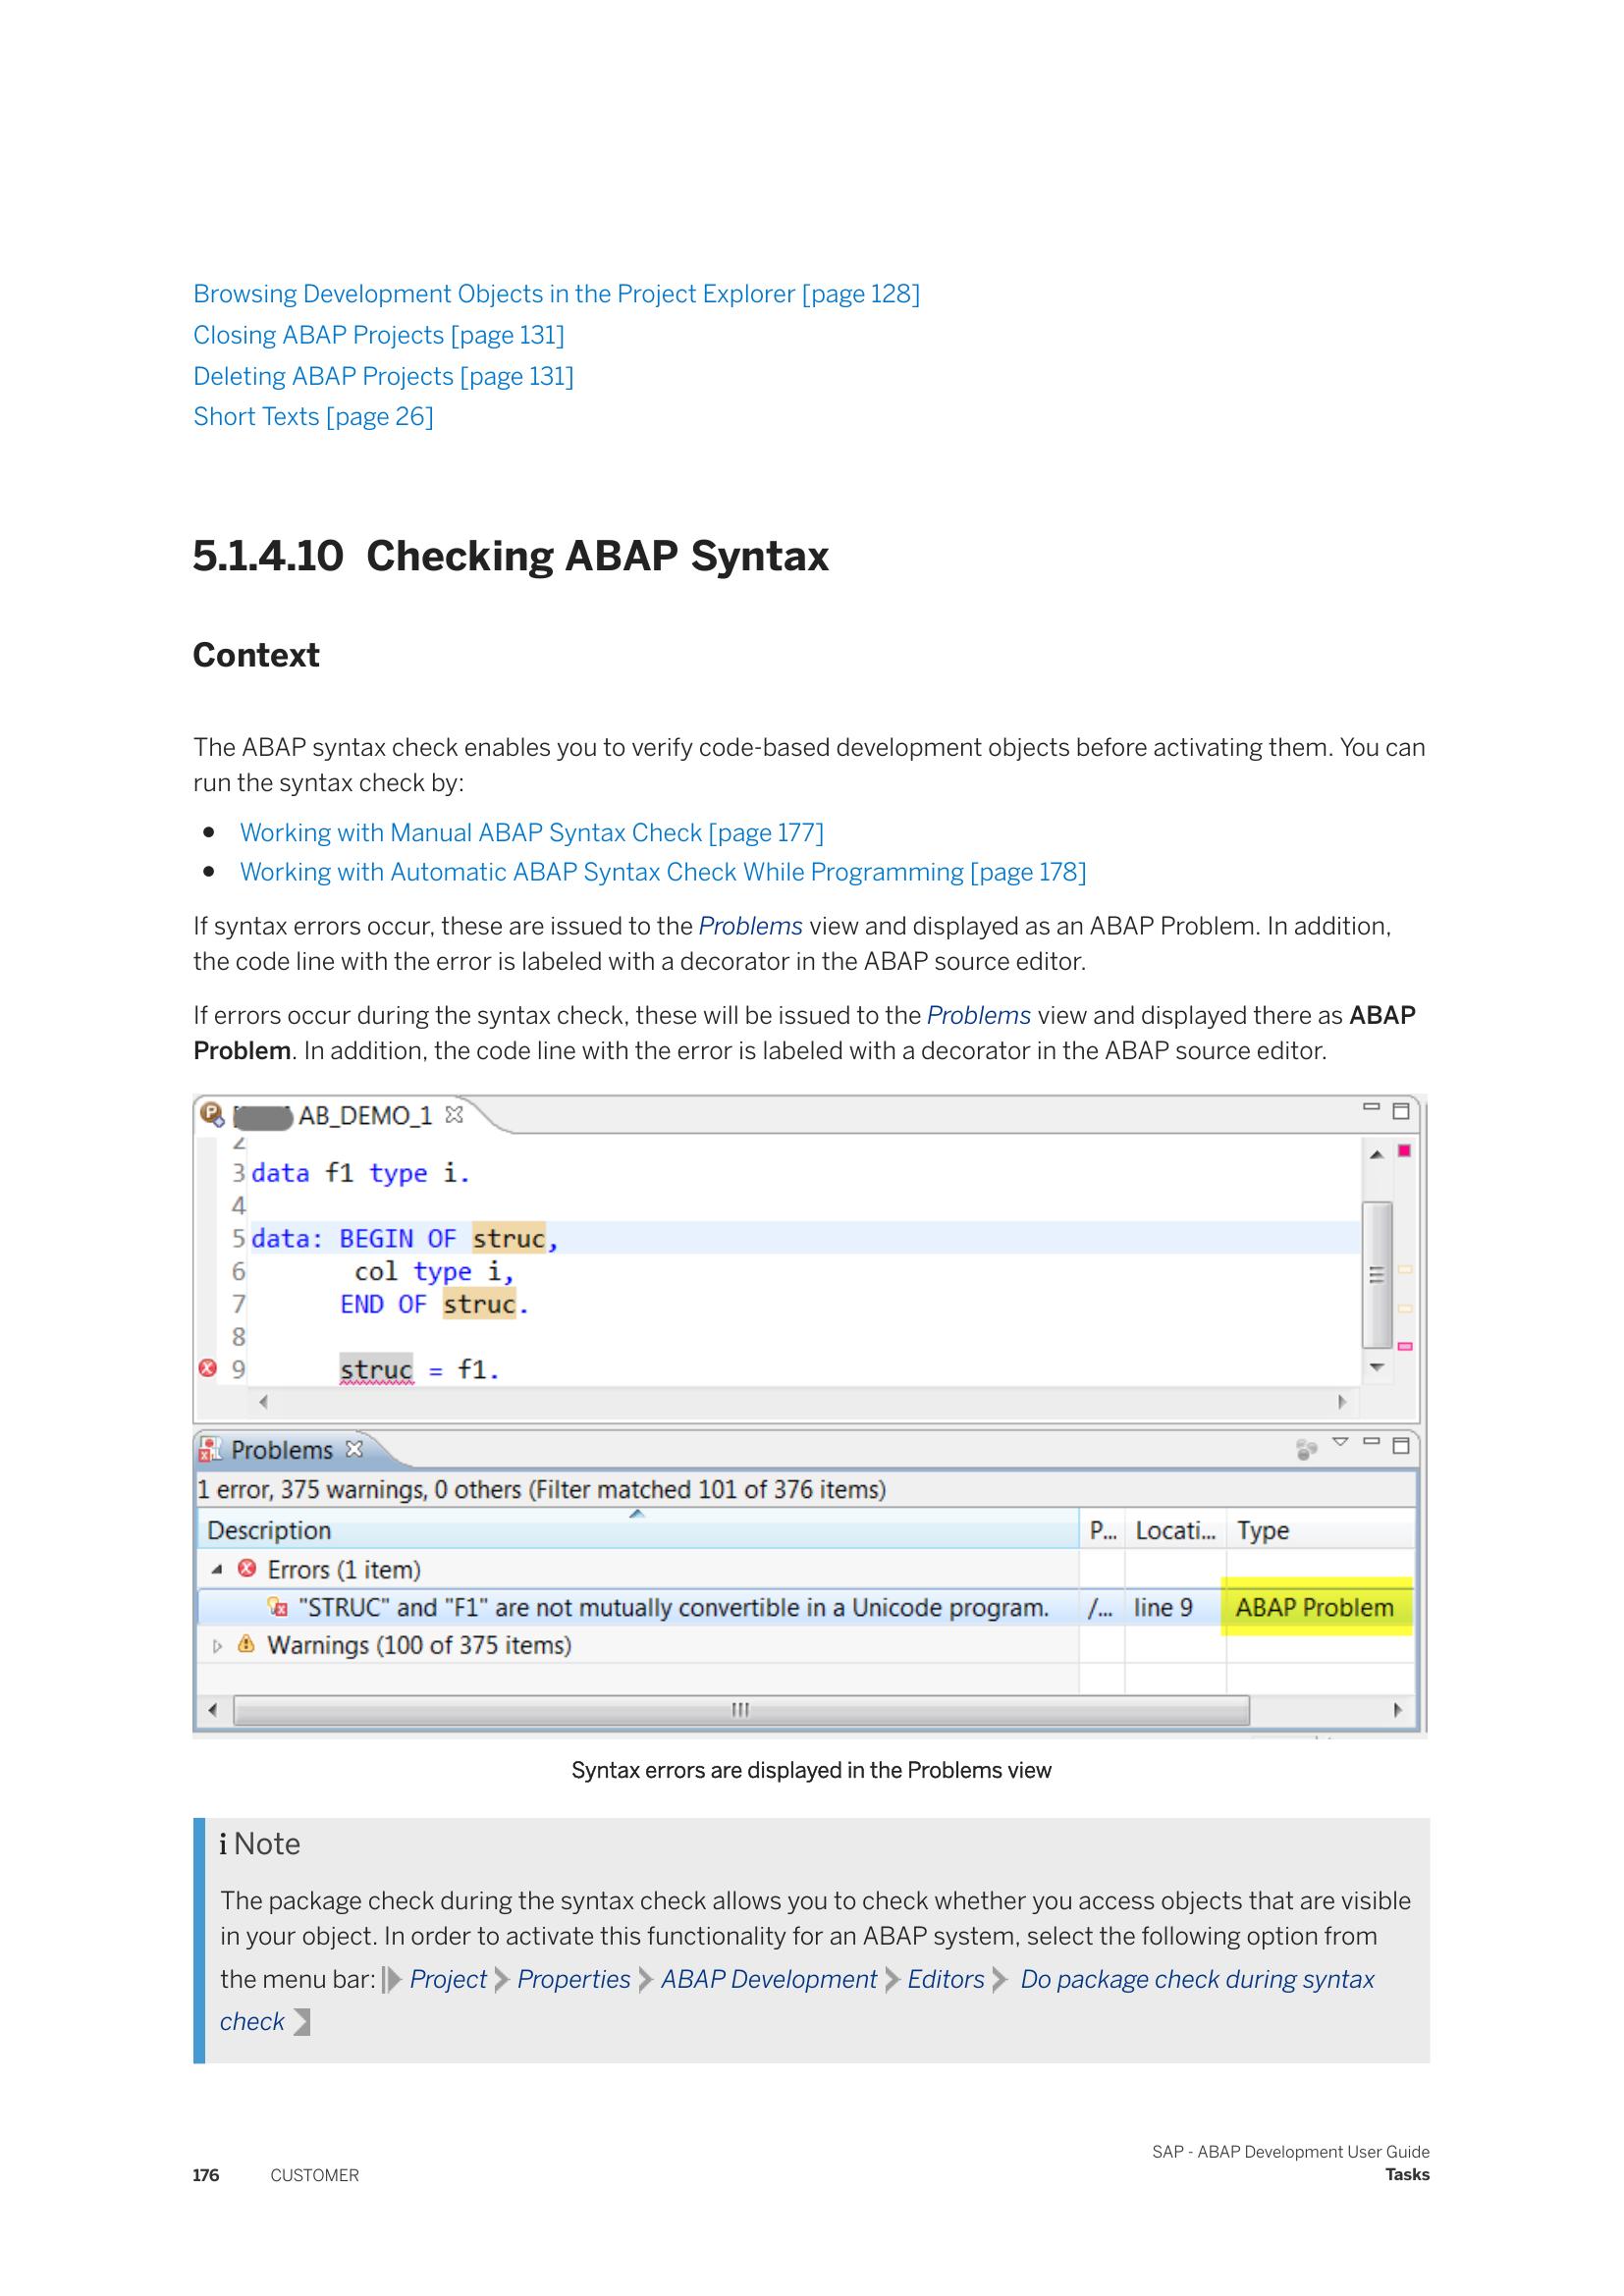 Browsing Development Objects in the Project Explorer [page 128]
Closing ABAP Projects [page 131]
Deleting ABAP Projects [page 131]
Short Texts [page 26]
5.1.4.10 Checking ABAP Syntax
Context
The ABAP syntax check enables you to verify code-based development objects before activating them. You can
run the syntax check by:
● Working with Manual ABAP Syntax Check [page 177]
● Working with Automatic ABAP Syntax Check While Programming [page 178]
If syntax errors occur, these are issued to the Problems view and displayed as an ABAP Problem. In addition,
the code line with the error is labeled with a decorator in the ABAP source editor.
If errors occur during the syntax check, these will be issued to the Problems view and displayed there as ABAP
Problem. In addition, the code line with the error is labeled with a decorator in the ABAP source editor.
AB_DEMO_1
2
3 data f1 type i.
4
5 data: BEGIN OF struc,
6 col type i,
7 END OF struc.
8
9 struc = f1.
Problems
1 error, 375 warnings, 0 others (Filter matched 101 of 376 items)
Description P... Locati... Type
Errors (1 item)
"STRUC" and "F1" are not mutually convertible in a Unicode program. /... line 9 ABAP Problem
Warnings (100 of 375 items)
Syntax errors are displayed in the Problems view
i Note
The package check during the syntax check allows you to check whether you access objects that are visible
in your object. In order to activate this functionality for an ABAP system, select the following option from
the menu bar: Project Properties ABAP Development Editors Do package check during syntax
check
SAP - ABAP Development User Guide
176 CUSTOMER Tasks